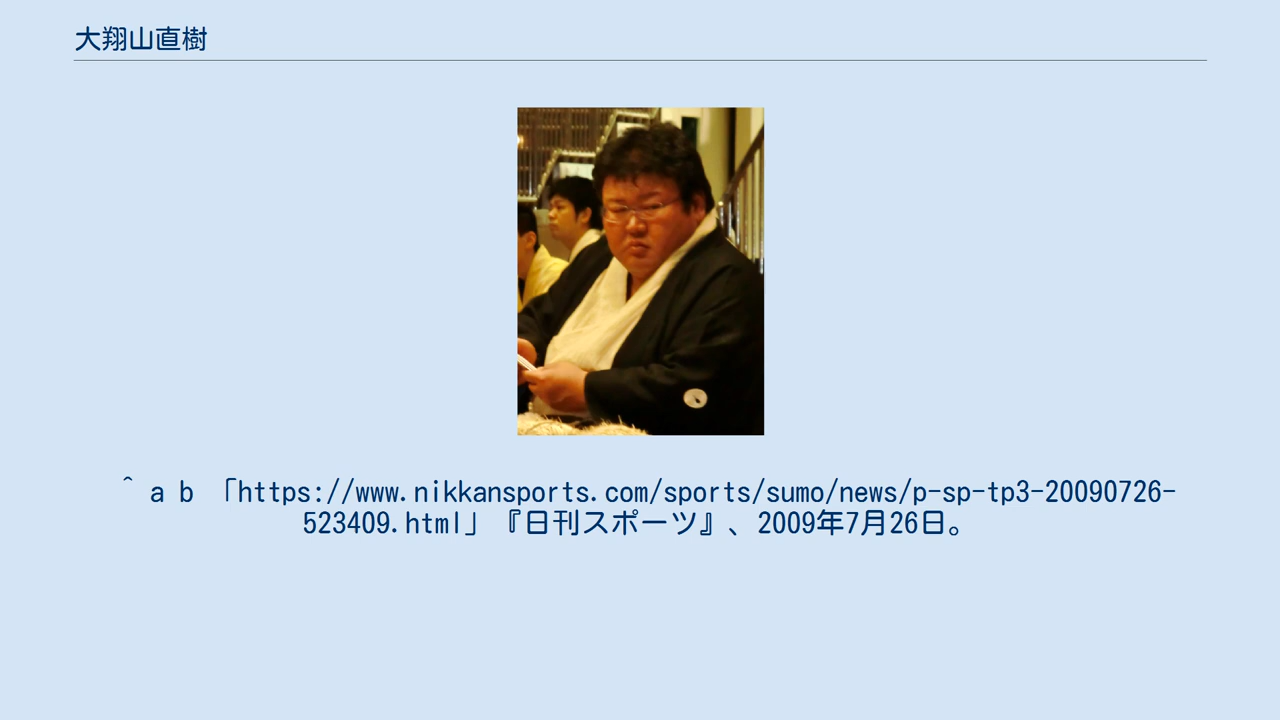 大翔山直樹
^ a b 「https://www.nikkansports.com/sports/sumo/news/p-sp-tp3-20090726-
523409.html」『日刊スポーツ』、2009年7月26日。